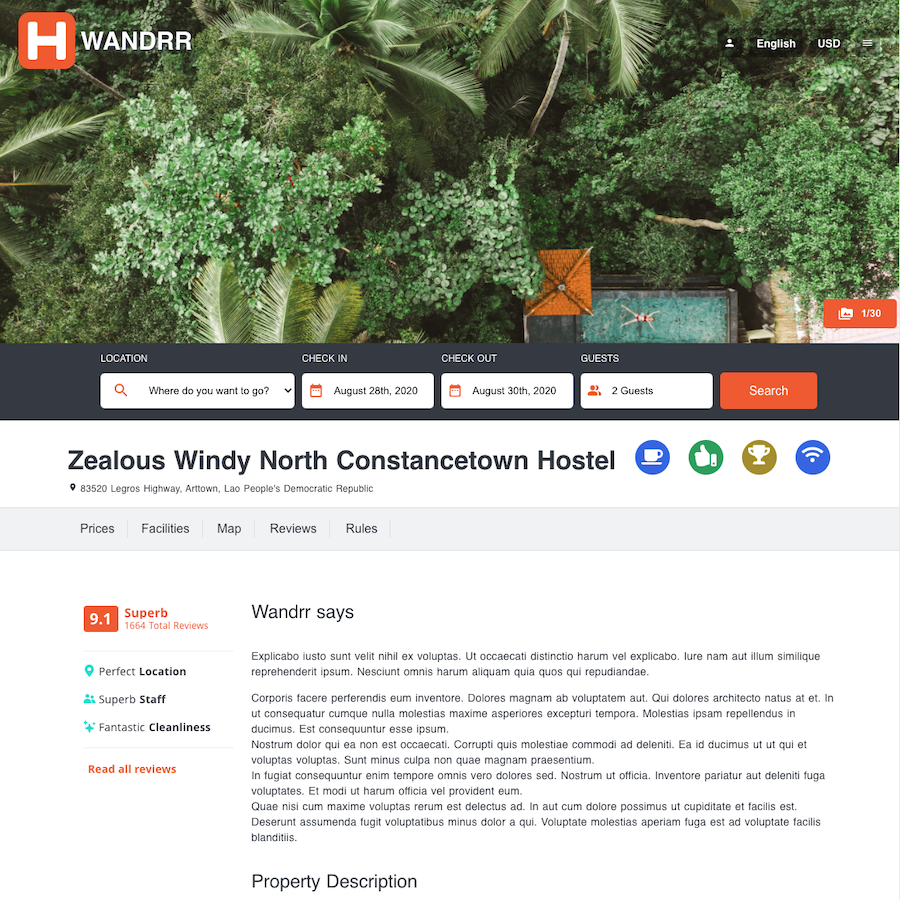 H WANDRR
English USD
1/30
LOCATION CHECK IN CHECK OUT GUESTS
Where do you want to go? August 28th, 2020 August 30th, 2020 2 Guests Search
Zealous Windy North Constancetown Hostel
83520 Legros Highway, Arttown, Lao People's Democratic Republic
Prices Facilities Map Reviews Rules
9.1 Superb
1664 Total Reviews
Perfect Location
Superb Staff
Fantastic Cleanliness
Read all reviews
Wandrr says
Explicabo iusto sunt velit nihil ex voluptas. Ut occaecati distinctio harum vel explicabo. Iure nam aut illum similique
reprehenderit ipsum. Nesciunt omnis harum aliquam quia quos qui repudiandae.
Corporis facere perferendis eum inventore. Dolores magnam ab voluptatem aut. Qui dolores architecto natus at et. In
ut consequatur cumque nulla molestias maxime asperiores excepturi tempora. Molestias ipsam repellendus in
ducimus. Est consequuntur esse ipsum.
Nostrum dolor qui ea non est occaecati. Corrupti quis molestiae commodi ad deleniti. Ea id ducimus ut ut qui et
voluptas voluptas. Sunt minus culpa non quae magnam praesentium.
In fugiat consequuntur enim tempore omnis vero dolores sed. Nostrum ut officia. Inventore pariatur aut deleniti fuga
voluptates. Et modi ut harum officia vel provident eum.
Quae nisi cum maxime voluptas rerum est delectus ad. In aut cum dolore possimus ut cupiditate et facilis est.
Deserunt assumenda fugit voluptatibus minus dolor a qui. Voluptate molestias aperiam fuga est ad voluptate facilis
blanditiis.
Property Description